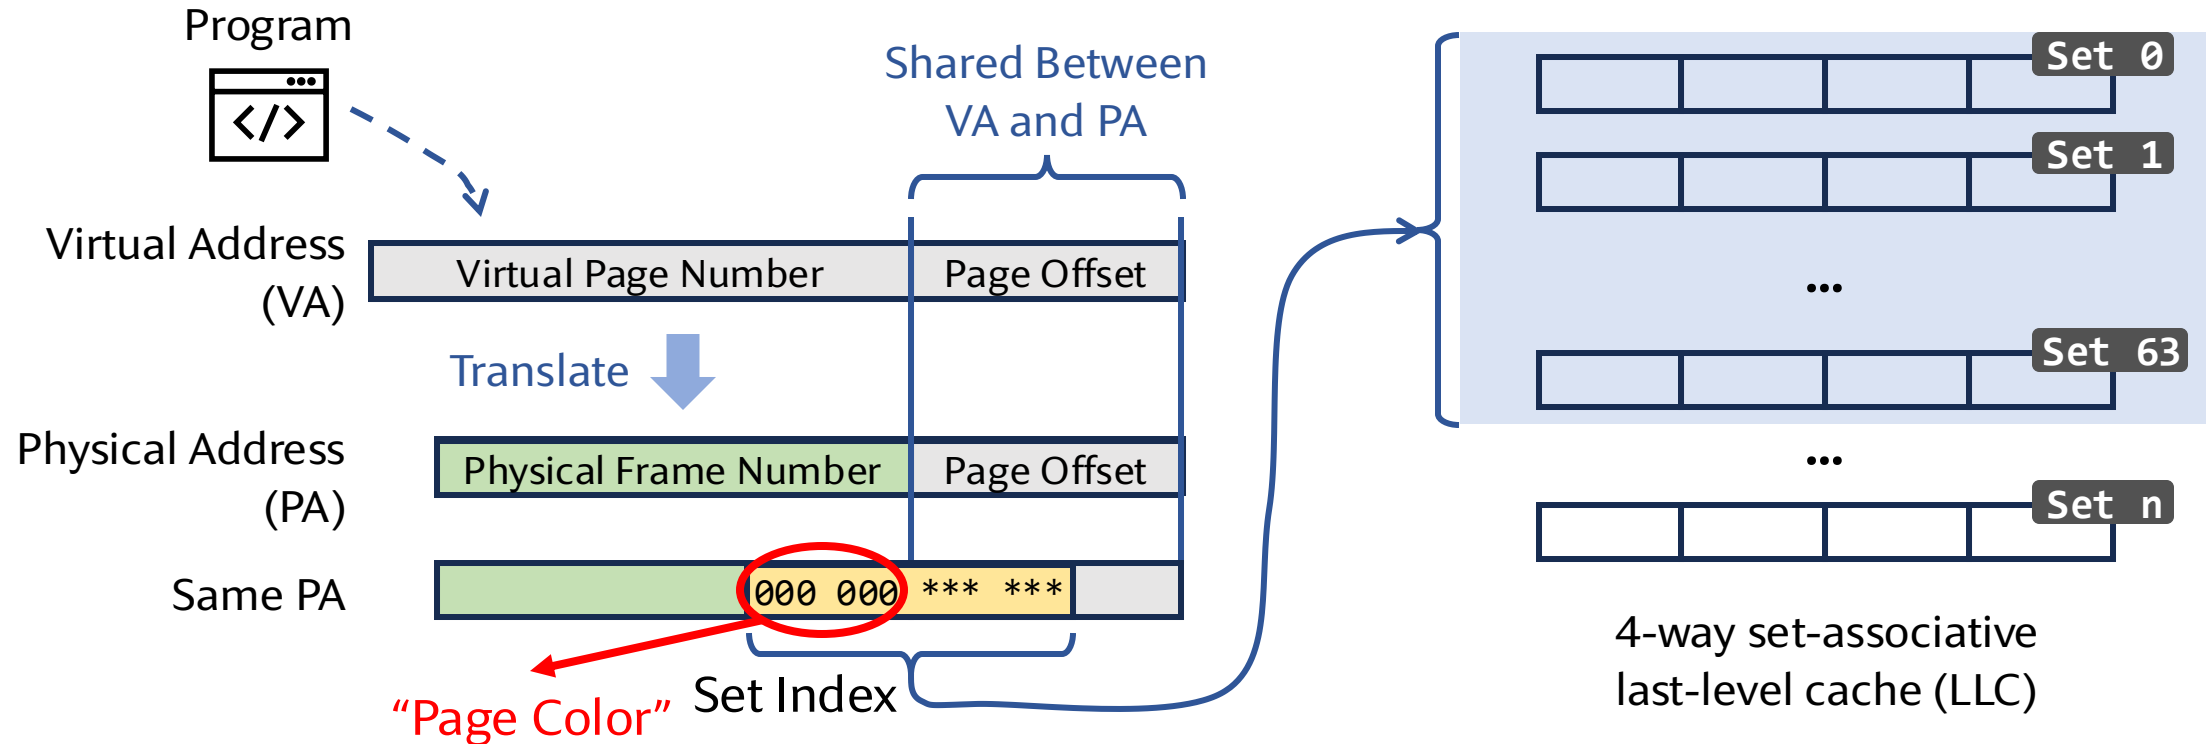 Program
</>
Shared Between
VA and PA
Virtual Address
(VA)
Virtual Page Number
Page Offset
Translate
Physical Address
(PA)
Physical Frame Number
Page Offset
Same PA
000 000 *** ***
"Page Color"
Set Index
Set 0
Set 1
...
Set 63
...
Set n
4-way set-associative
last-level cache (LLC)